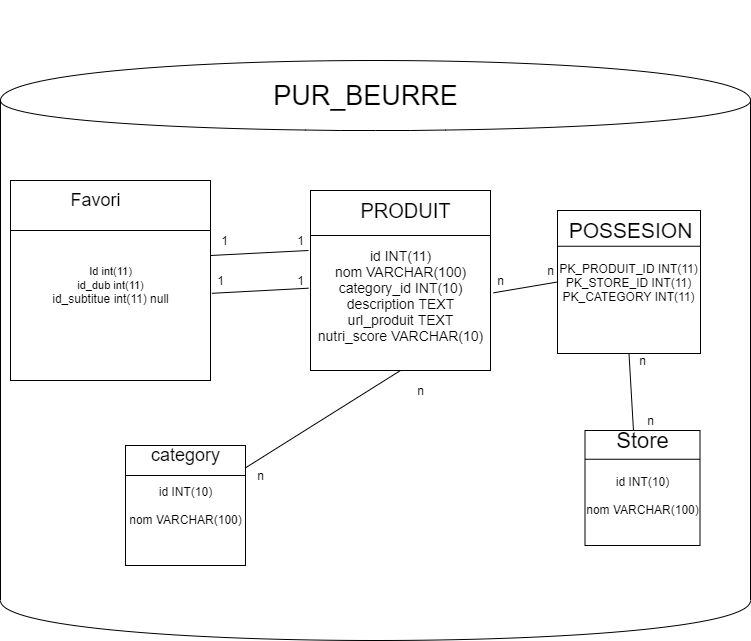 PUR_BEURRE
Favori
Id int(11)
id_dub int(11)
id_subtitue int(11) null
1
1
1
1
PRODUIT
id INT(11)
nom VARCHAR(100)
category_id INT(10)
description TEXT
url_produit TEXT
nutri_score VARCHAR(10)
n
n
POSSESION
PK_PRODUIT_ID INT(11)
PK_STORE_ID INT(11)
PK_CATEGORY INT(11)
n
n
n
n
category
id INT(10)
nom VARCHAR(100)
Store
id INT(10)
nom VARCHAR(100)